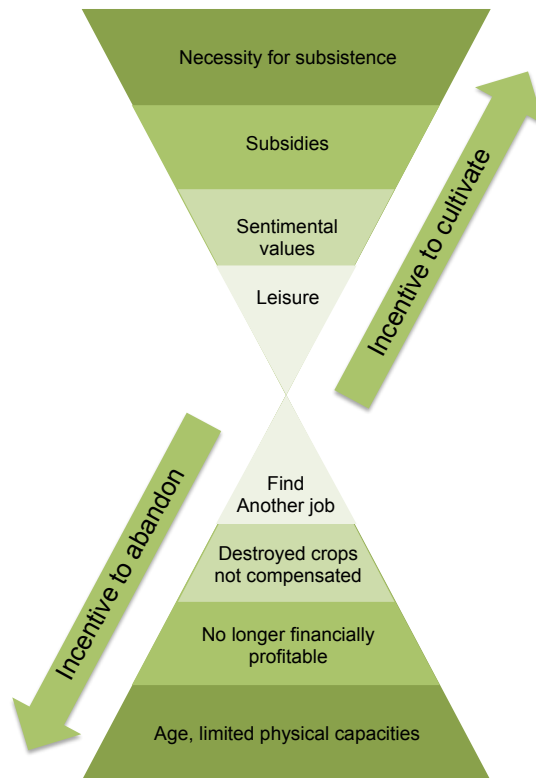 Necessity for subsistence
Subsidies
Sentimental
values
Leisure
Incentive to cultivate
Find
Another job
Destroyed crops
not compensated
No longer financially
profitable
Age, limited physical capacities
Incentive to abandon